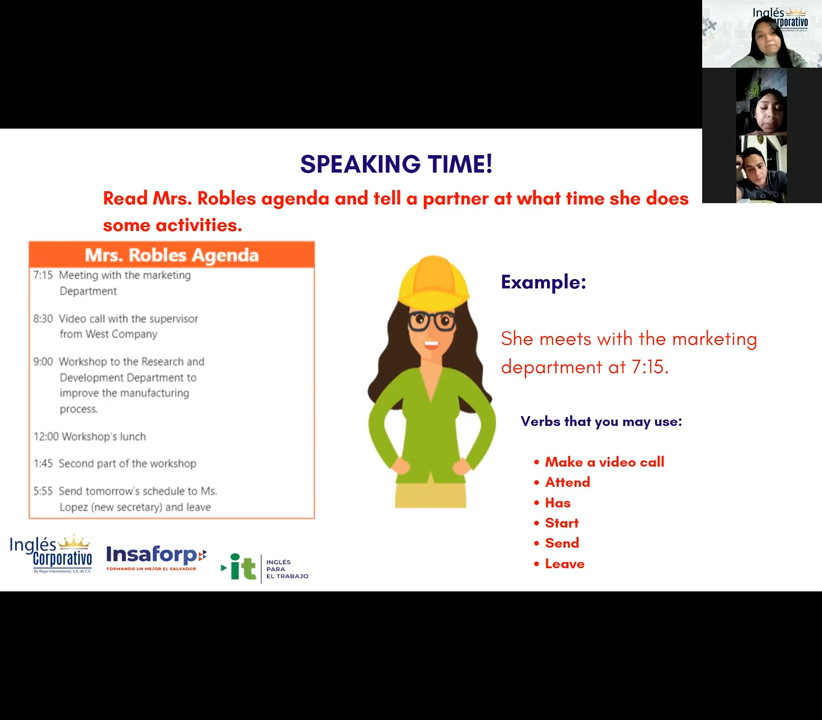 Inglés
Corporativo
SPEAKING TIME!
Read Mrs. Robles agenda and tell a partner at what time she does
some activities.
Mrs. Robles Agenda
7:15 Meeting with the marketing
Department
8:30 Video call with the supervisor
from West Company
9:00 Workshop to the Research and
Development Department to
improve the manufacturing
process.
12:00 Workshop's lunch
1:45 Second part of the workshop
5:55 Send tomorrow's schedule to Ms.
Lopez (new secretary) and leave
Example:
She meets with the marketing
department at 7:15.
Verbs that you may use:
• Make a video call
• Attend
• Has
• Start
• Send
• Leave
Inglés
Corporativo
By Regal International, S.A. de C.V.
Insaforp
FORMANDO UN MEJOR EL SALVADOR
it
INGLÉS
PARA
EL TRABAJO